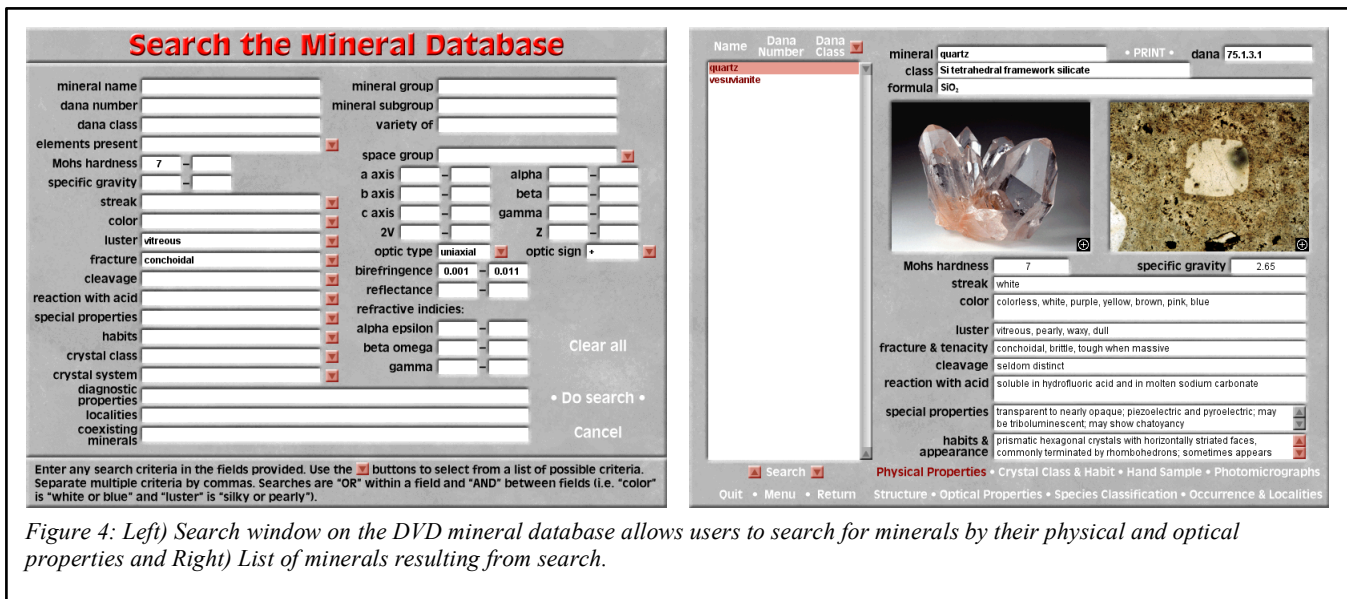 Search the Mineral Database
mineral name
dana number
dana class
elements present
Mohs hardness 7 –
specific gravity –
streak
color
luster vitreous
fracture conchoidal
cleavage
reaction with acid
special properties
habits
crystal class
crystal system
diagnostic
properties
localities
coexisting
minerals
mineral group
mineral subgroup
variety of
space group
a axis – alpha –
b axis – beta –
c axis – gamma –
2V – Z –
optic type uniaxial optic sign +
birefringence 0.001 – 0.011
reflectance –
refractive indicies:
alpha epsilon –
beta omega –
gamma –
Clear all
• Do search •
Cancel
Enter any search criteria in the fields provided. Use the buttons to select from a list of possible criteria.
Separate multiple criteria by commas. Searches are "OR" within a field and "AND" between fields (i.e. "color"
is "white or blue" and "luster" is "silky or pearly").
Name Dana Number Dana Class
quartz
vesuvianite
Search
Quit • Menu • Return
mineral quartz • PRINT • dana 75.1.3.1
class Si tetrahedral framework silicate
formula SiO₂
Mohs hardness 7 specific gravity 2.65
streak white
color colorless, white, purple, yellow, brown, pink, blue
luster vitreous, pearly, waxy, dull
fracture & tenacity conchoidal, brittle, tough when massive
cleavage seldom distinct
reaction with acid soluble in hydrofluoric acid and in molten sodium carbonate
special properties transparent to nearly opaque; piezoelectric and pyroelectric; may
be triboluminescent; may show chatoyancy
habits & appearance prismatic hexagonal crystals with horizontally striated faces,
commonly terminated by rhombohedrons; sometimes appears
Physical Properties • Crystal Class & Habit • Hand Sample • Photomicrographs
Structure • Optical Properties • Species Classification • Occurrence & Localities
Figure 4: Left) Search window on the DVD mineral database allows users to search for minerals by their physical and optical
properties and Right) List of minerals resulting from search.